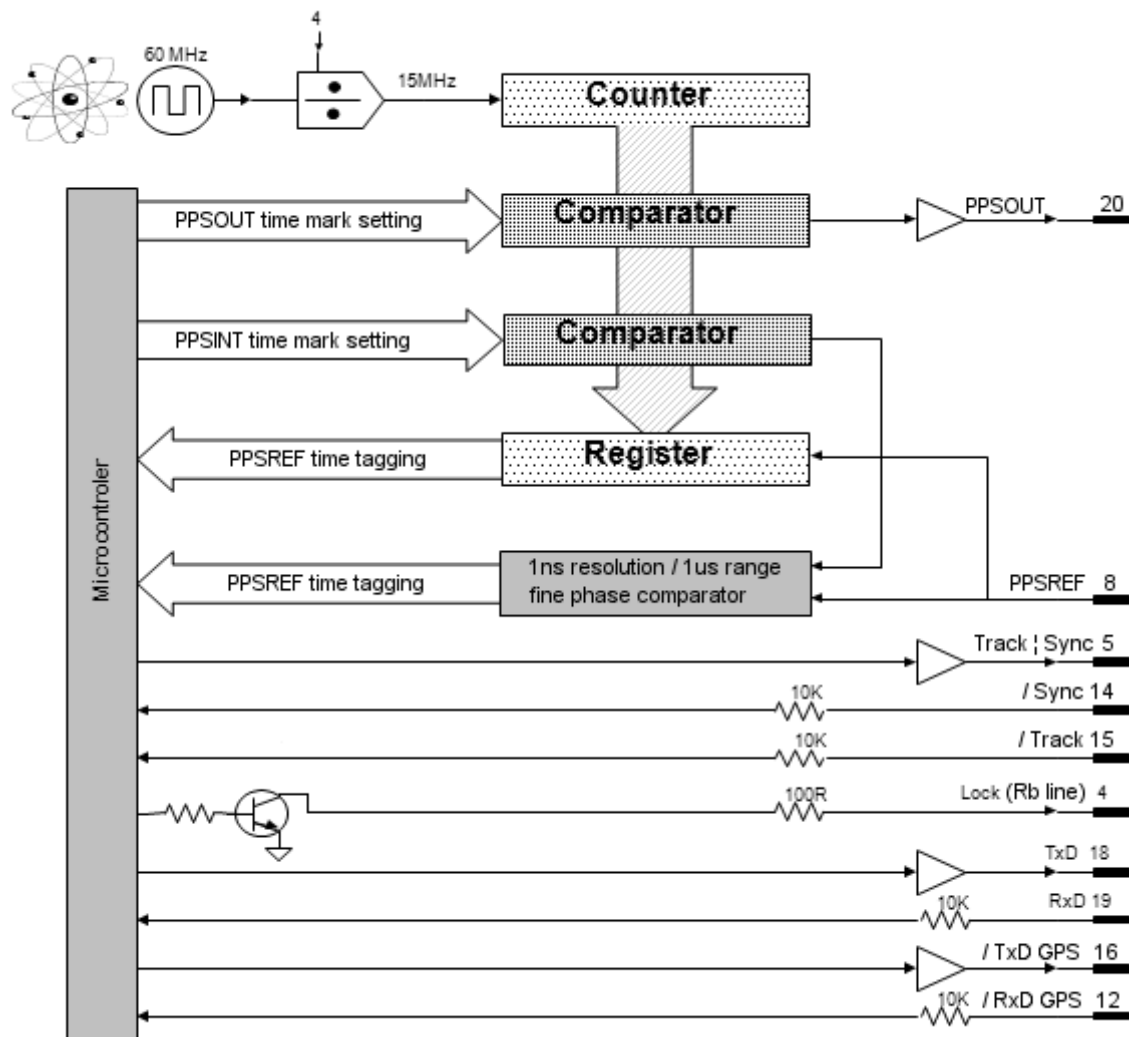 4
60 MHz
15MHz
Counter
PPSOUT time mark setting
Comparator
PPSOUT 20
PPSINT time mark setting
Comparator
PPSREF time tagging
Register
Microcontroler
PPSREF time tagging
1ns resolution / 1us range
fine phase comparator
PPSREF 8
Track ¦ Sync 5
10K
/ Sync 14
10K
/ Track 15
100R
Lock (Rb line) 4
TxD 18
10K
RxD 19
/ TxD GPS 16
10K
/ RxD GPS 12